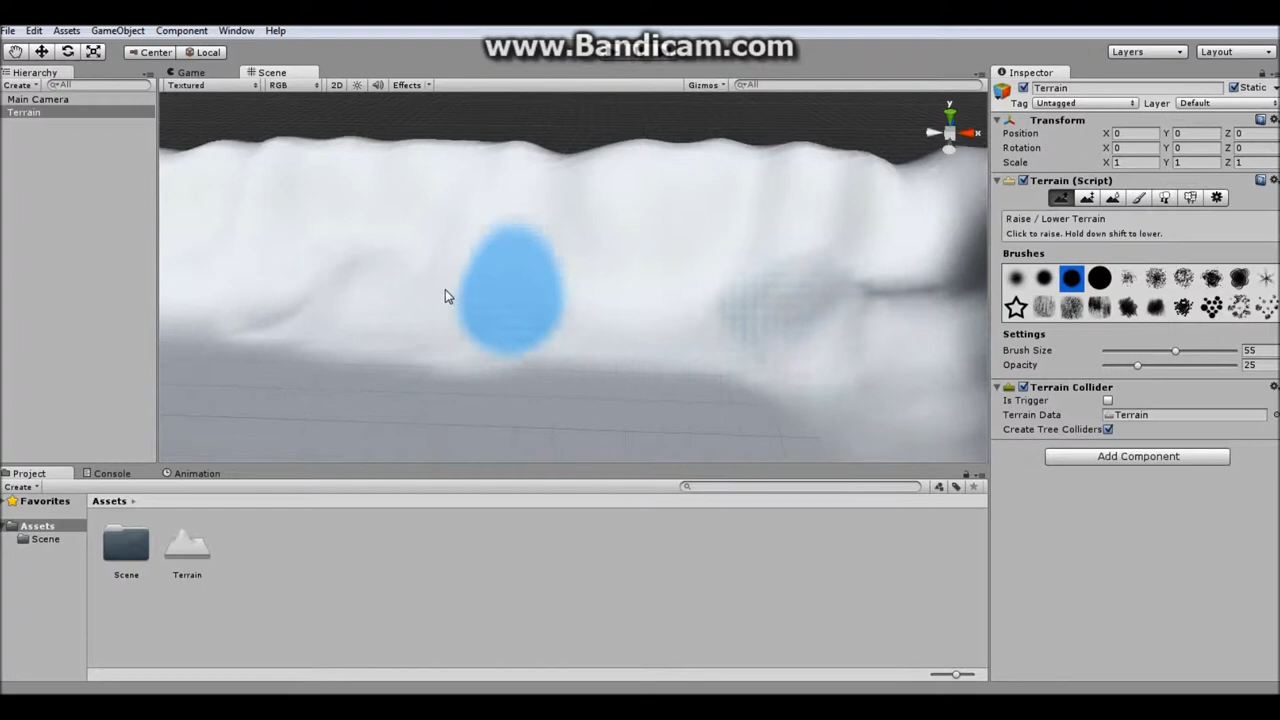 www.Bandicam.com
File Edit Assets GameObject Component Window Help
Center Local Layers Layout
Hierarchy Game Scene Inspector
Create All Textured RGB 2D Effects Gizmos All
Main Camera
Terrain
Terrain Static
Tag Untagged Layer Default
Transform
Position X 0 Y 0 Z 0
Rotation X 0 Y 0 Z 0
Scale X 1 Y 1 Z 1
y
x
Terrain (Script)
Raise / Lower Terrain
Click to raise. Hold down shift to lower.
Brushes
Settings
Brush Size 55
Opacity 25
Terrain Collider
Is Trigger
Terrain Data Terrain
Create Tree Colliders
Add Component
Project Console Animation
Create
Favorites
Assets
Scene
Assets
Scene Terrain